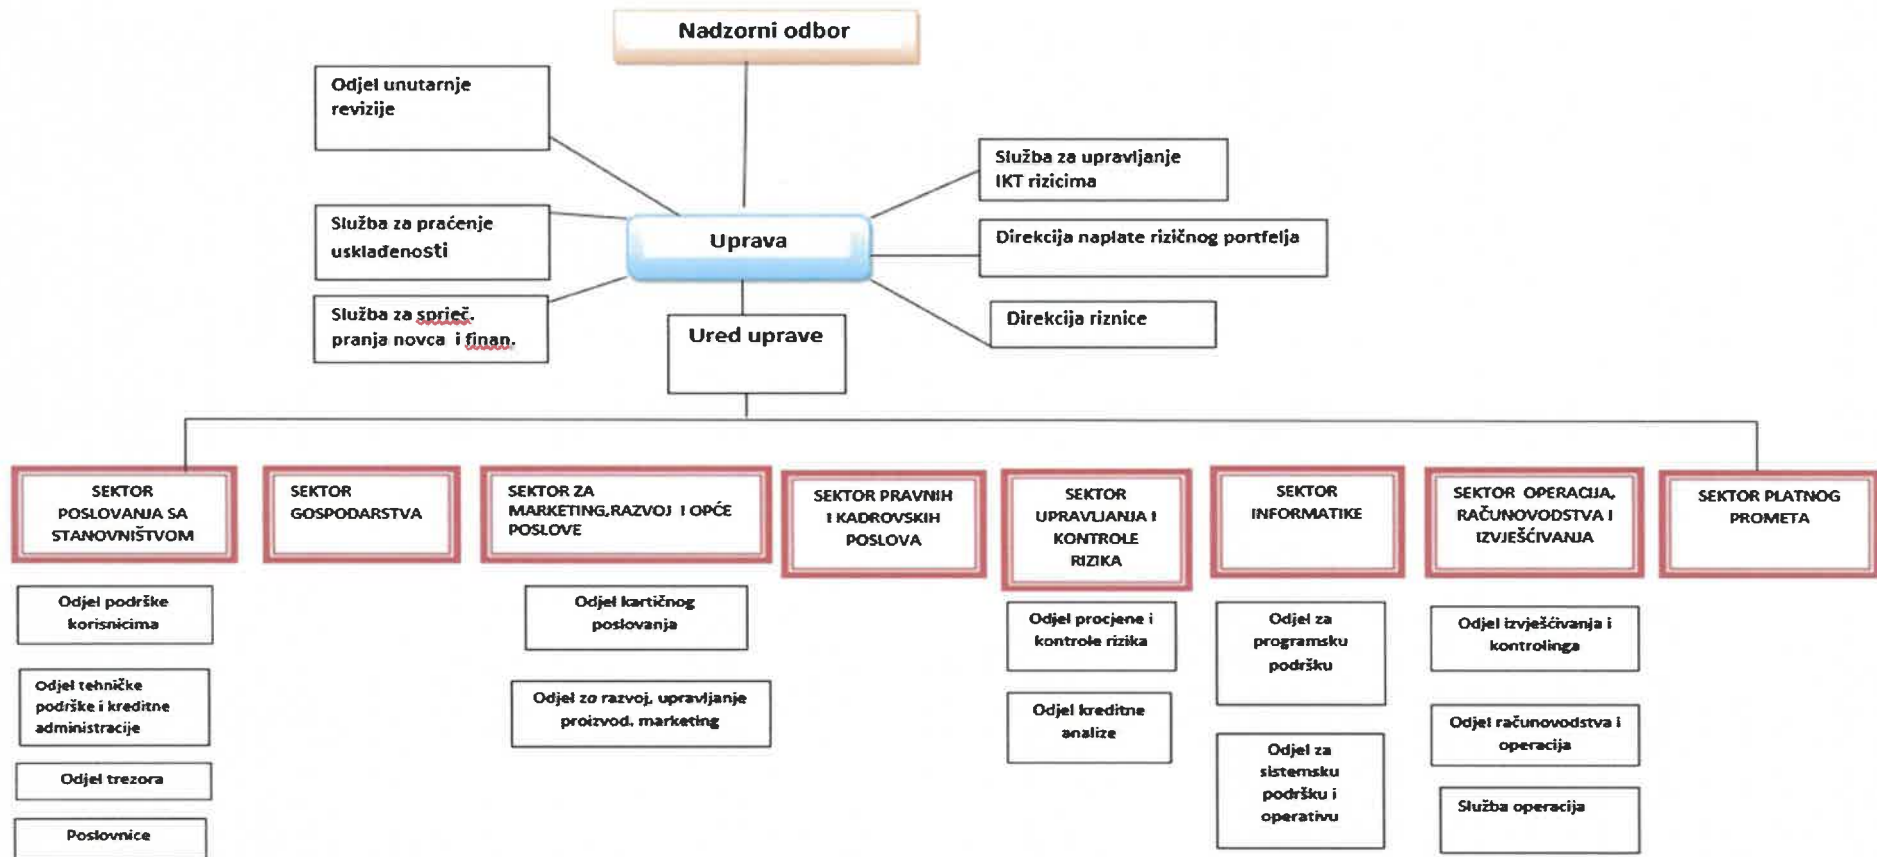 Nadzorni odbor
Odjel unutarnje
revizije
Služba za upravljanje
IKT rizicima
Služba za praćenje
usklađenosti
Uprava
Direkcija naplate rizičnog portfelja
Služba za sprieč.
pranja novca i finan.
Ured uprave
Direkcija riznice
SEKTOR
POSLOVANJA SA
STANOVNIŠTVOM
SEKTOR
GOSPODARSTVA
SEKTOR ZA
MARKETING,RAZVOJ I OPĆE
POSLOVE
SEKTOR PRAVNIH
I KADROVSKIH
POSLOVA
SEKTOR
UPRAVLJANJA I
KONTROLE
RIZIKA
SEKTOR
INFORMATIKE
SEKTOR OPERACIJA,
RAČUNOVODSTVA I
IZVJEŠĆIVANJA
SEKTOR PLATNOG
PROMETA
Odjel podrške
korisnicima
Odjel tehničke
podrške i kreditne
administracije
Odjel trezora
Poslovnice
Odjel kartičnog
poslovanja
Odjel za razvoj, upravljanje
proizvod. marketing
Odjel procjene i
kontrole rizika
Odjel kreditne
analize
Odjel za
programsku
podršku
Odjel za
sistemsku
podršku i
operativu
Odjel izvješćivanja i
kontrolinga
Odjel računovodstva i
operacija
Služba operacija